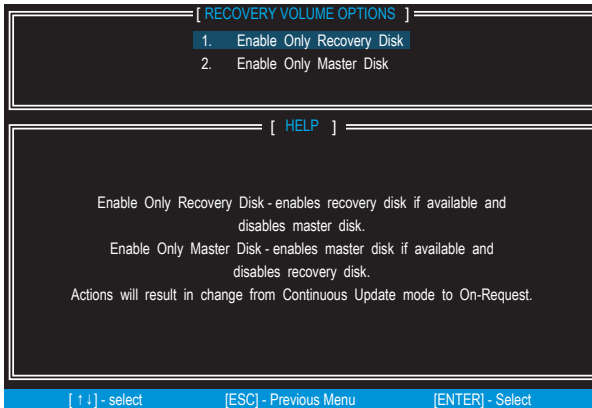 [ RECOVERY VOLUME OPTIONS ]
1. Enable Only Recovery Disk
2. Enable Only Master Disk
[ HELP ]
Enable Only Recovery Disk - enables recovery disk if available and
disables master disk.
Enable Only Master Disk - enables master disk if available and
disables recovery disk.
Actions will result in change from Continuous Update mode to On-Request.
[ ↑↓] - select [ESC] - Previous Menu [ENTER] - Select